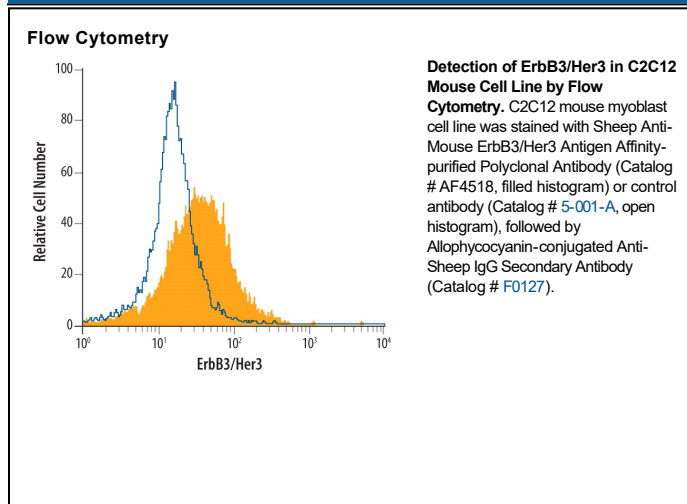 Flow Cytometry
100
80
60
40
20
0
Relative Cell Number
10⁰ 10¹ 10² 10³ 10⁴
ErbB3/Her3
Detection of ErbB3/Her3 in C2C12
Mouse Cell Line by Flow
Cytometry. C2C12 mouse myoblast
cell line was stained with Sheep Anti-
Mouse ErbB3/Her3 Antigen Affinity-
purified Polyclonal Antibody (Catalog
# AF4518, filled histogram) or control
antibody (Catalog # 5-001-A, open
histogram), followed by
Allophycocyanin-conjugated Anti-
Sheep IgG Secondary Antibody
(Catalog # F0127).